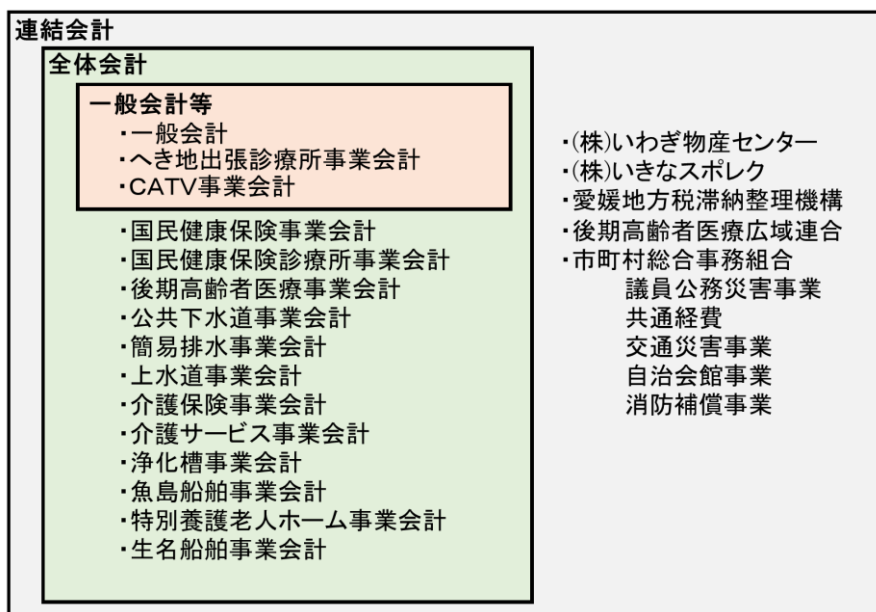 連結会計
全体会計
一般会計等
・一般会計
・へき地出張診療所事業会計
・CATV事業会計
・国民健康保険事業会計
・国民健康保険診療所事業会計
・後期高齢者医療事業会計
・公共下水道事業会計
・簡易排水事業会計
・上水道事業会計
・介護保険事業会計
・介護サービス事業会計
・浄化槽事業会計
・魚島船舶事業会計
・特別養護老人ホーム事業会計
・生名船舶事業会計
・(株)いわぎ物産センター
・(株)いきなスポレク
・愛媛地方税滞納整理機構
・後期高齢者医療広域連合
・市町村総合事務組合
議員公務災害事業
共通経費
交通災害事業
自治会館事業
消防補償事業